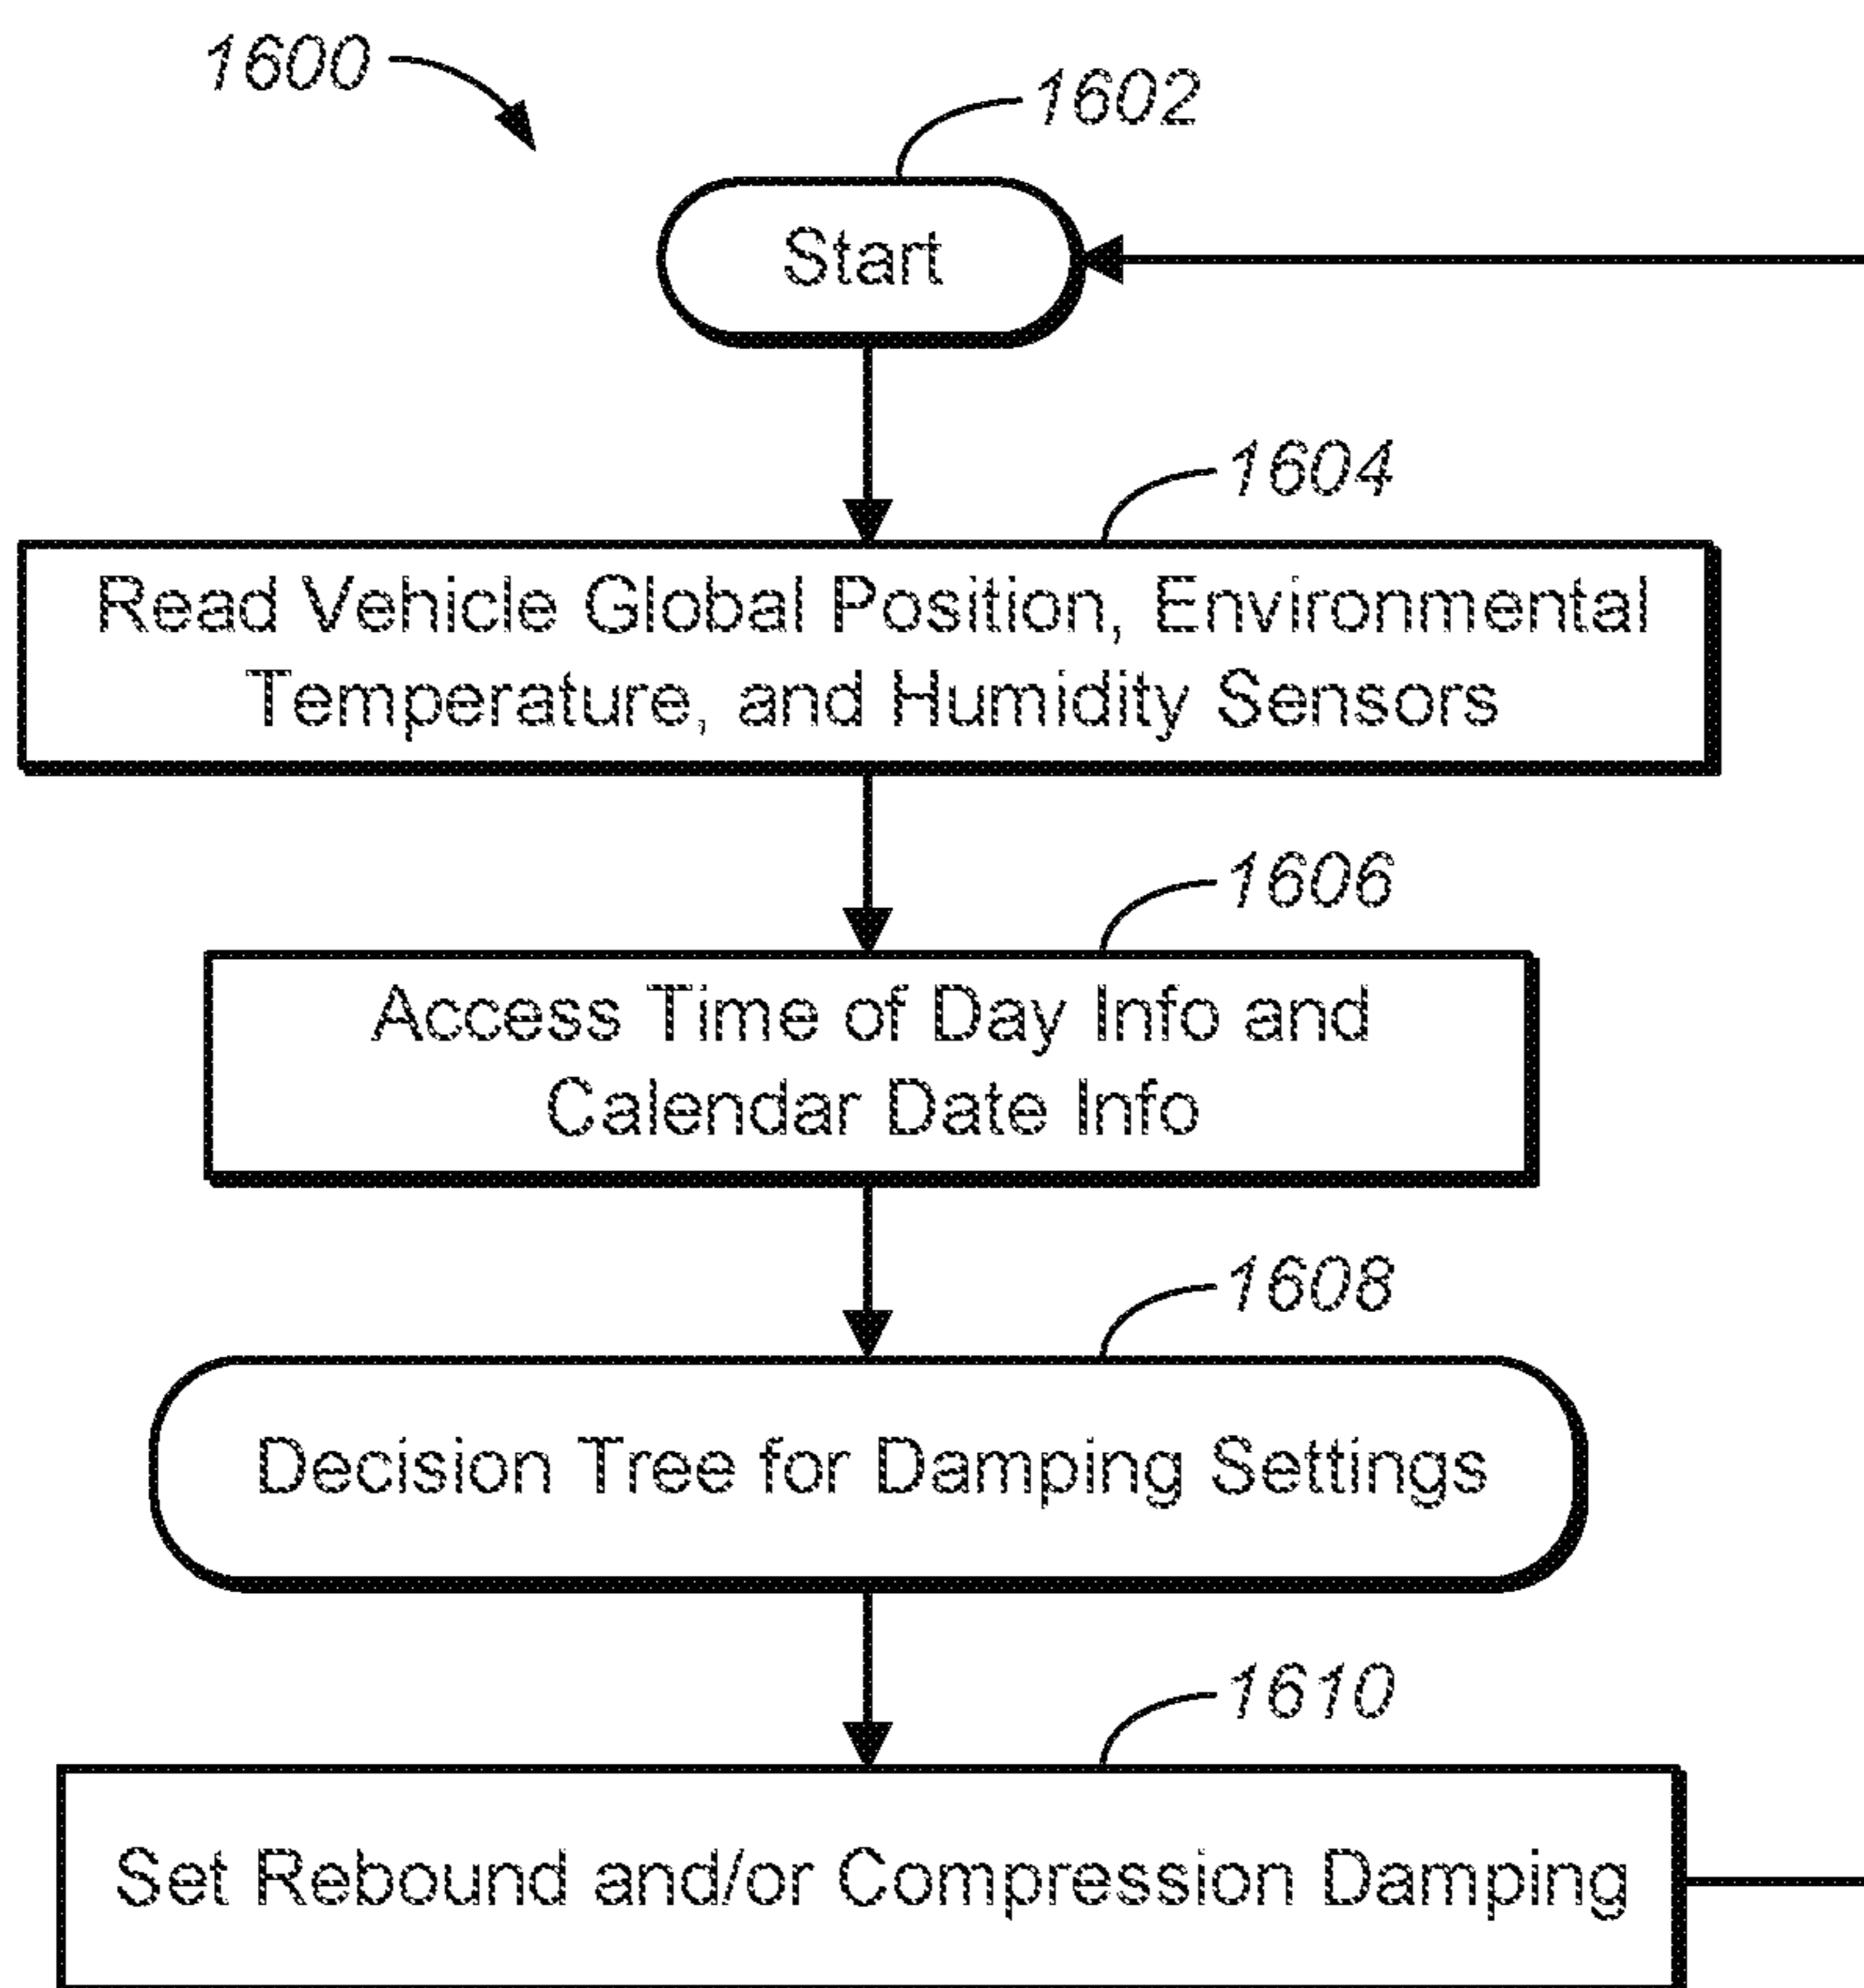 1600
1602
Start
1604
Read Vehicle Global Position, Environmental
Temperature, and Humidity Sensors
1606
Access Time of Day Info and
Calendar Date Info
1608
Decision Tree for Damping Settings
1610
Set Rebound and/or Compression Damping